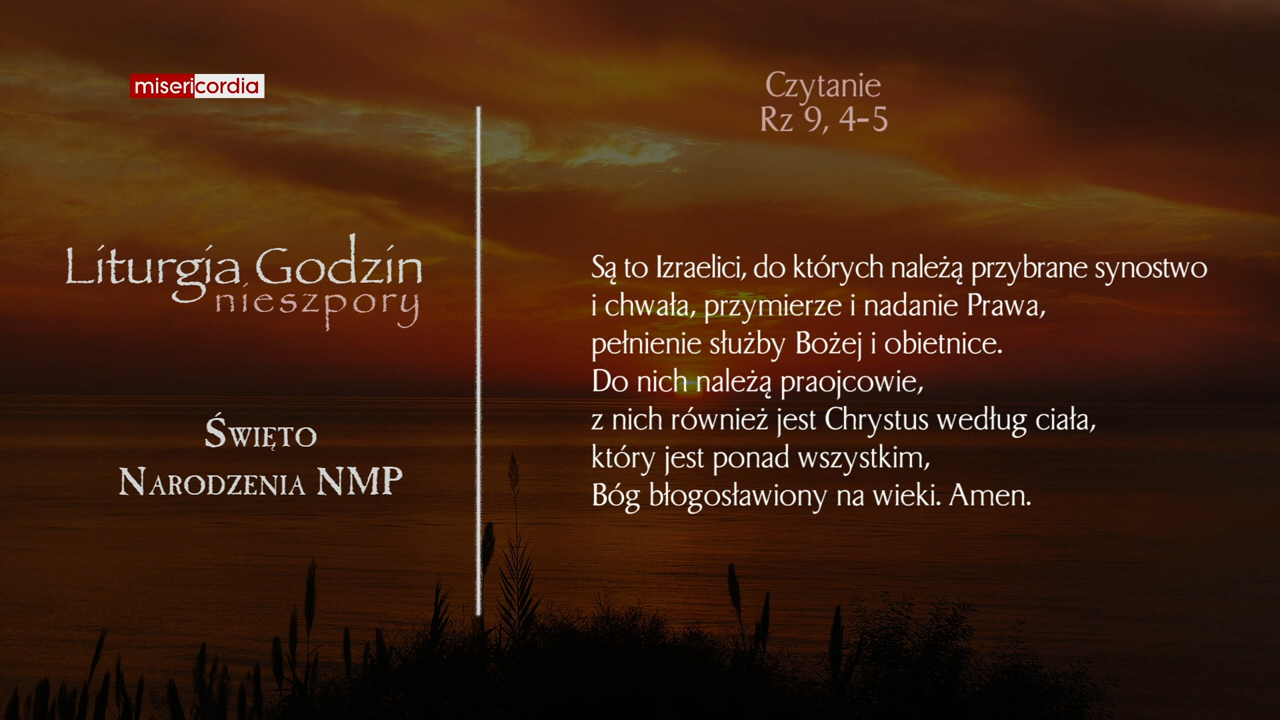 misericordia
Liturgia Godzin
nieszpory
Święto
Narodzenia NMP
Czytanie
Rz 9, 4-5
Są to Izraelici, do których należą przybrane synostwo
i chwała, przymierze i nadanie Prawa,
pełnienie służby Bożej i obietnice.
Do nich należą praojcowie,
z nich również jest Chrystus według ciała,
który jest ponad wszystkim,
Bóg błogosławiony na wieki. Amen.